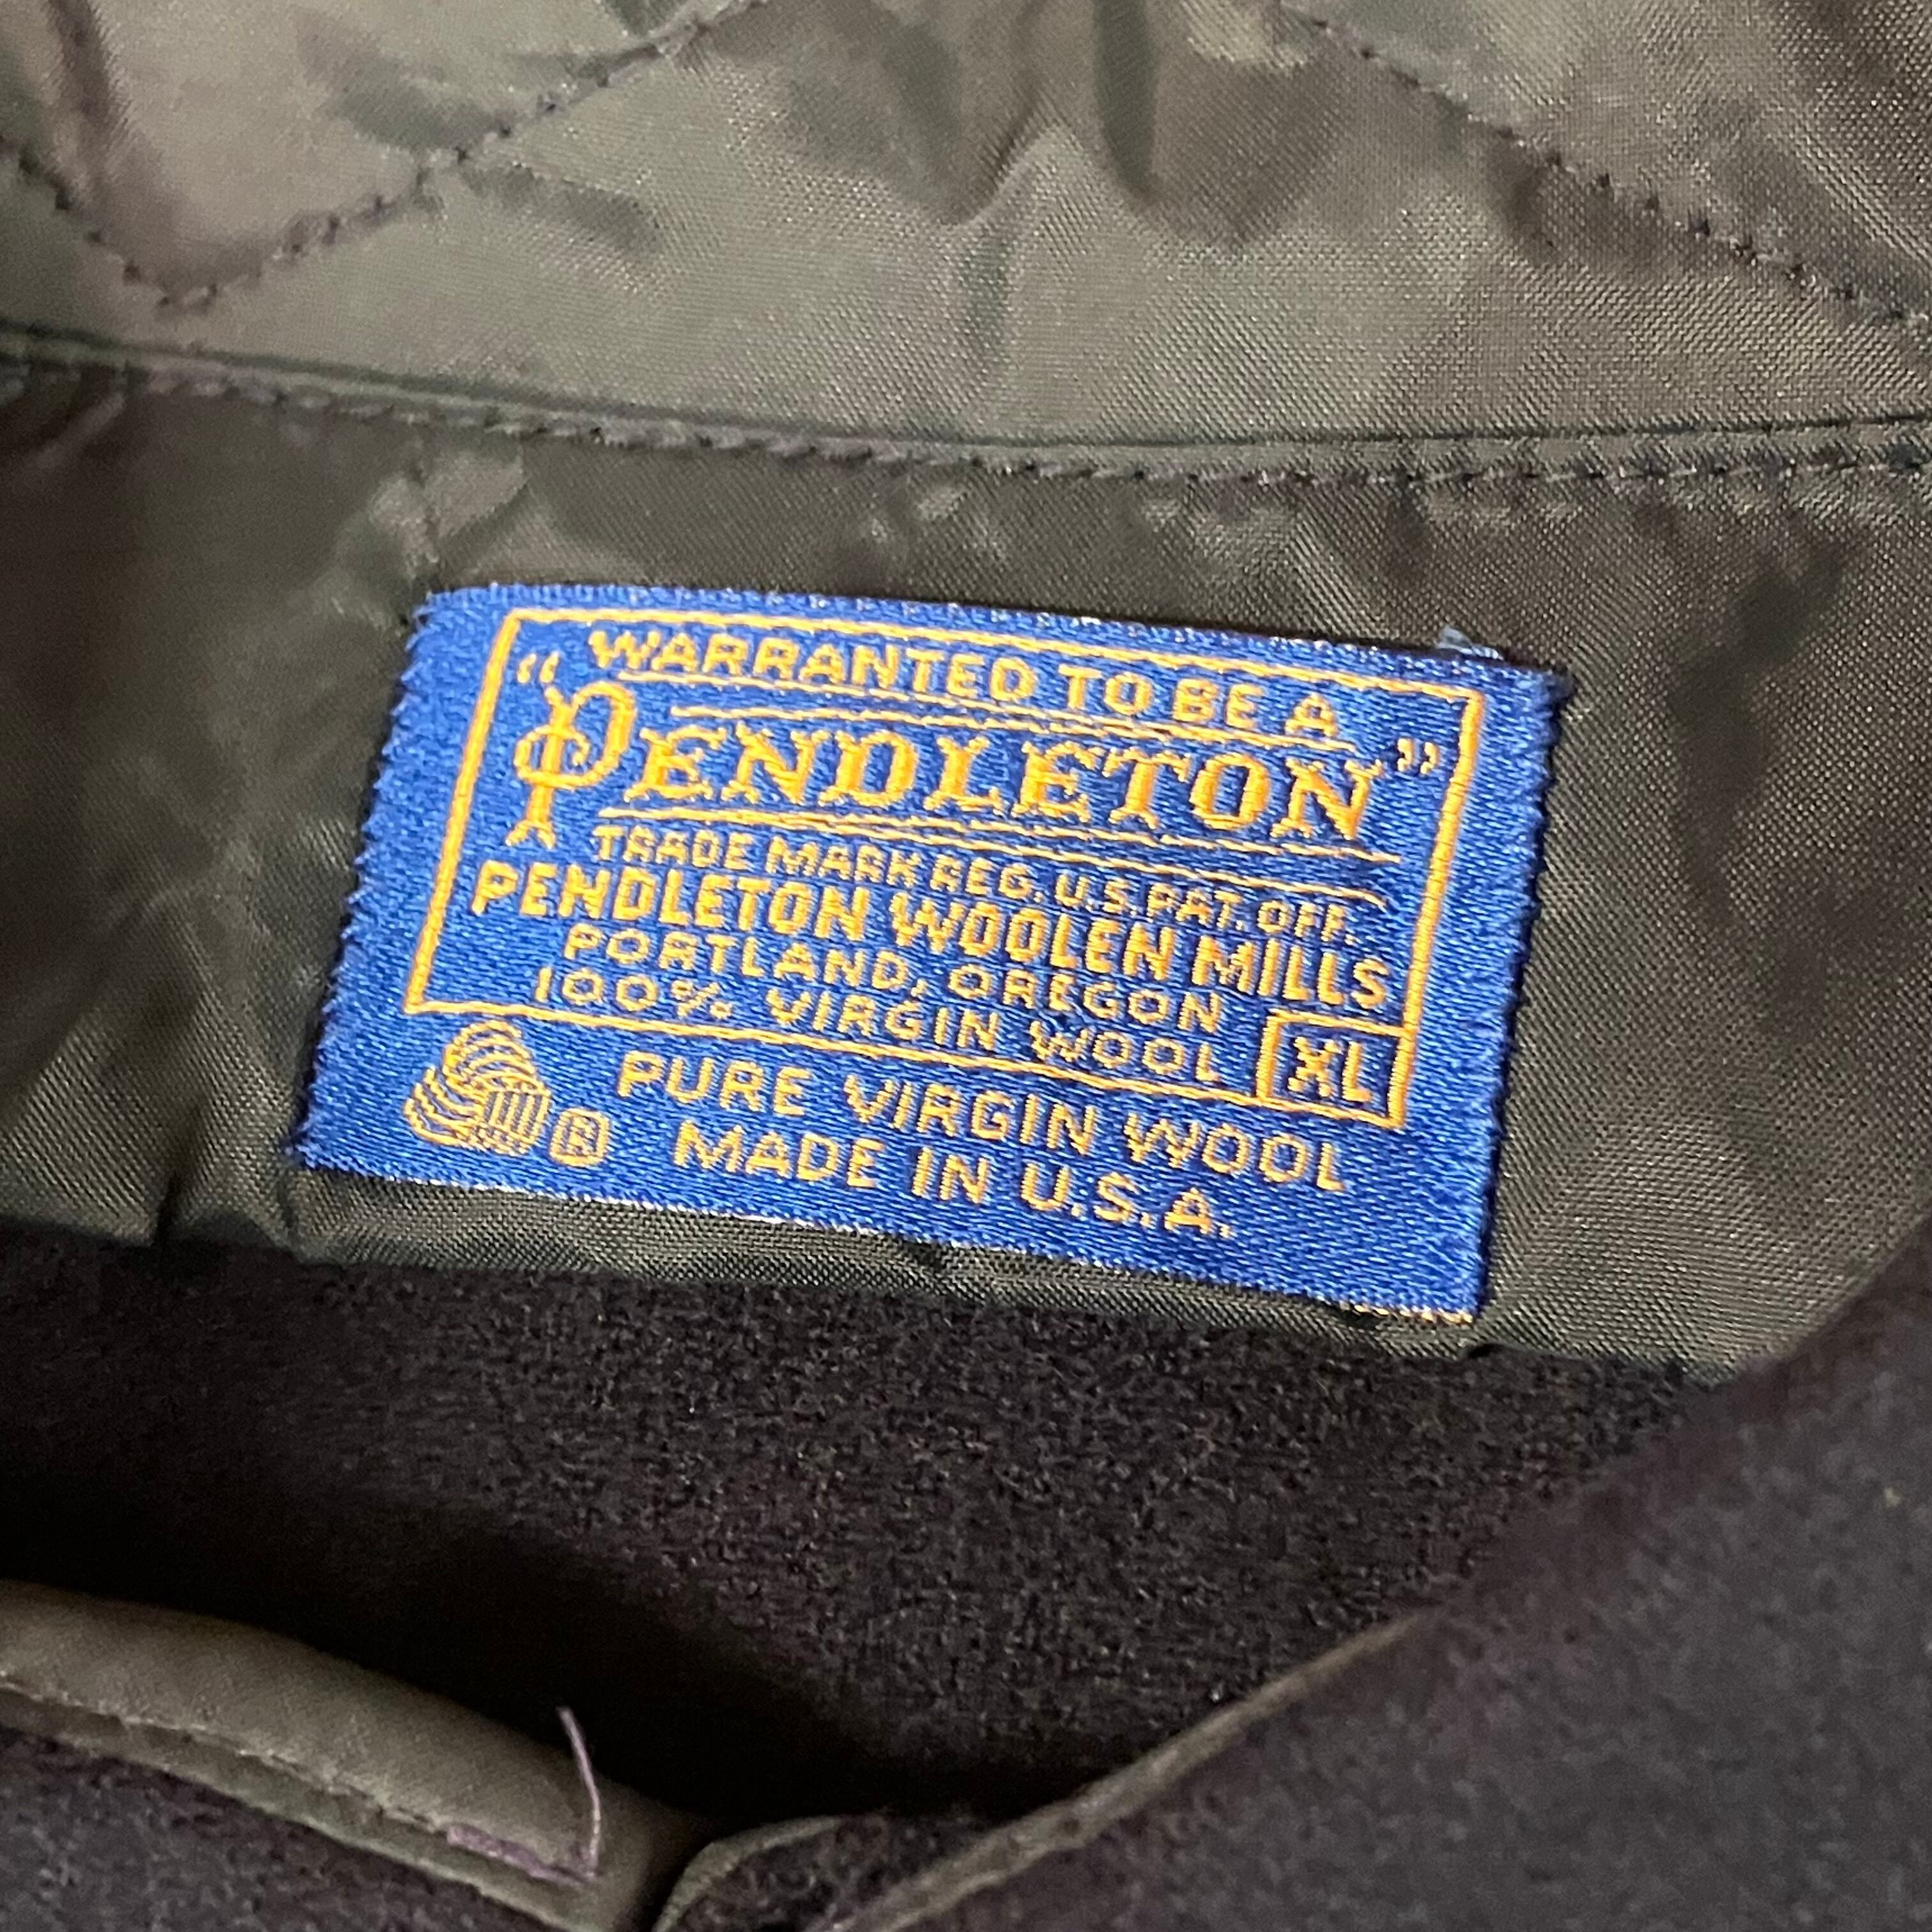 WARRANTED TO BE A
"PENDLETON"
TRADE MARK REG. U.S. PAT. OFF.
PENDLETON WOOLEN MILLS
PORTLAND, OREGON
100% VIRGIN WOOL XL
® PURE VIRGIN WOOL
MADE IN U.S.A.